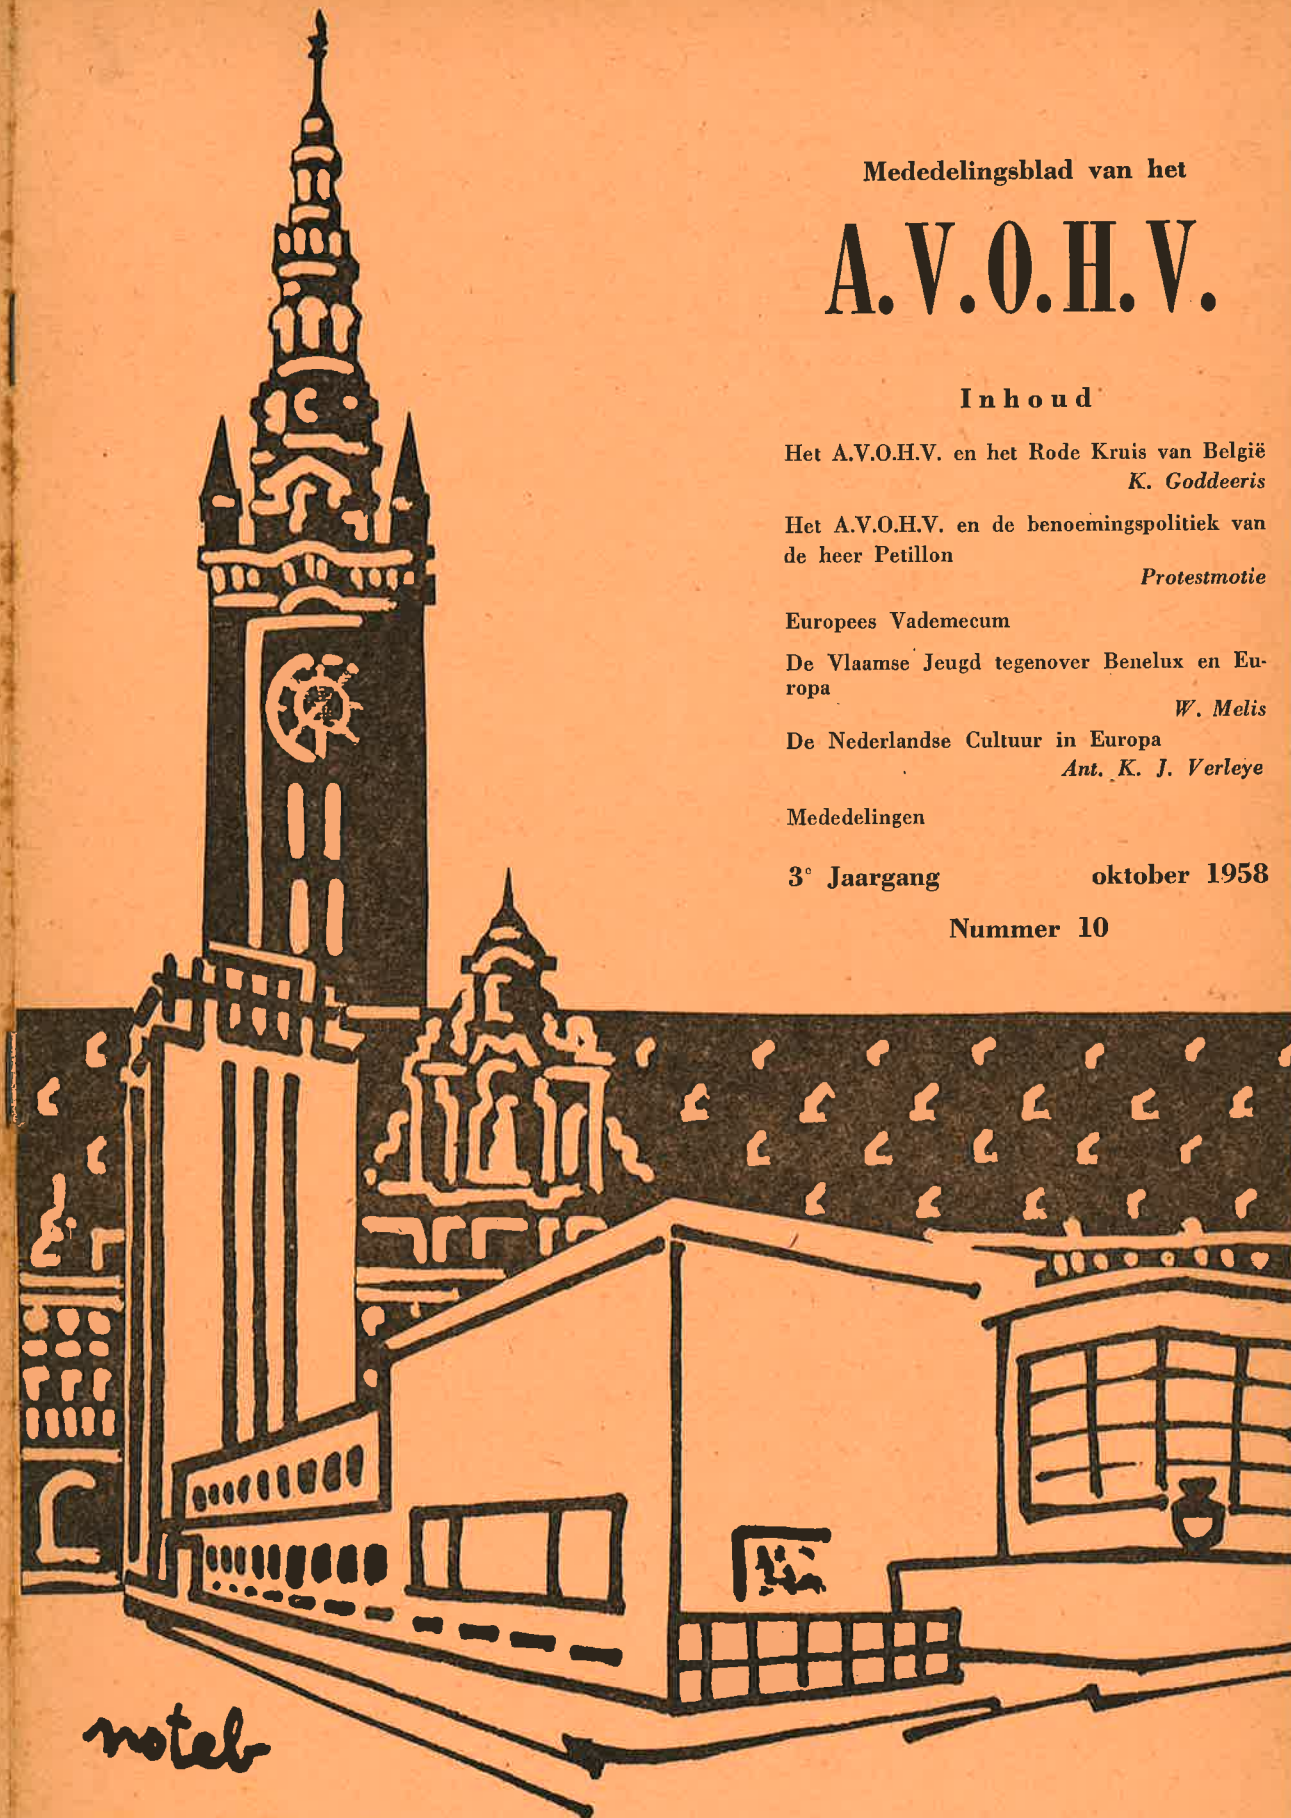 Mededelingsblad van het
A.V.O.H.V.
Inhoud
Het A.V.O.H.V. en het Rode Kruis van België
K. Goddeeris
Het A.V.O.H.V. en de benoemingspolitiek van
de heer Petillon
Protestmotie
Europees Vademecum
De Vlaamse Jeugd tegenover Benelux en Eu-
ropa
W. Melis
De Nederlandse Cultuur in Europa
Ant. K. J. Verleye
Mededelingen
3e Jaargang oktober 1958
Nummer 10
noteb